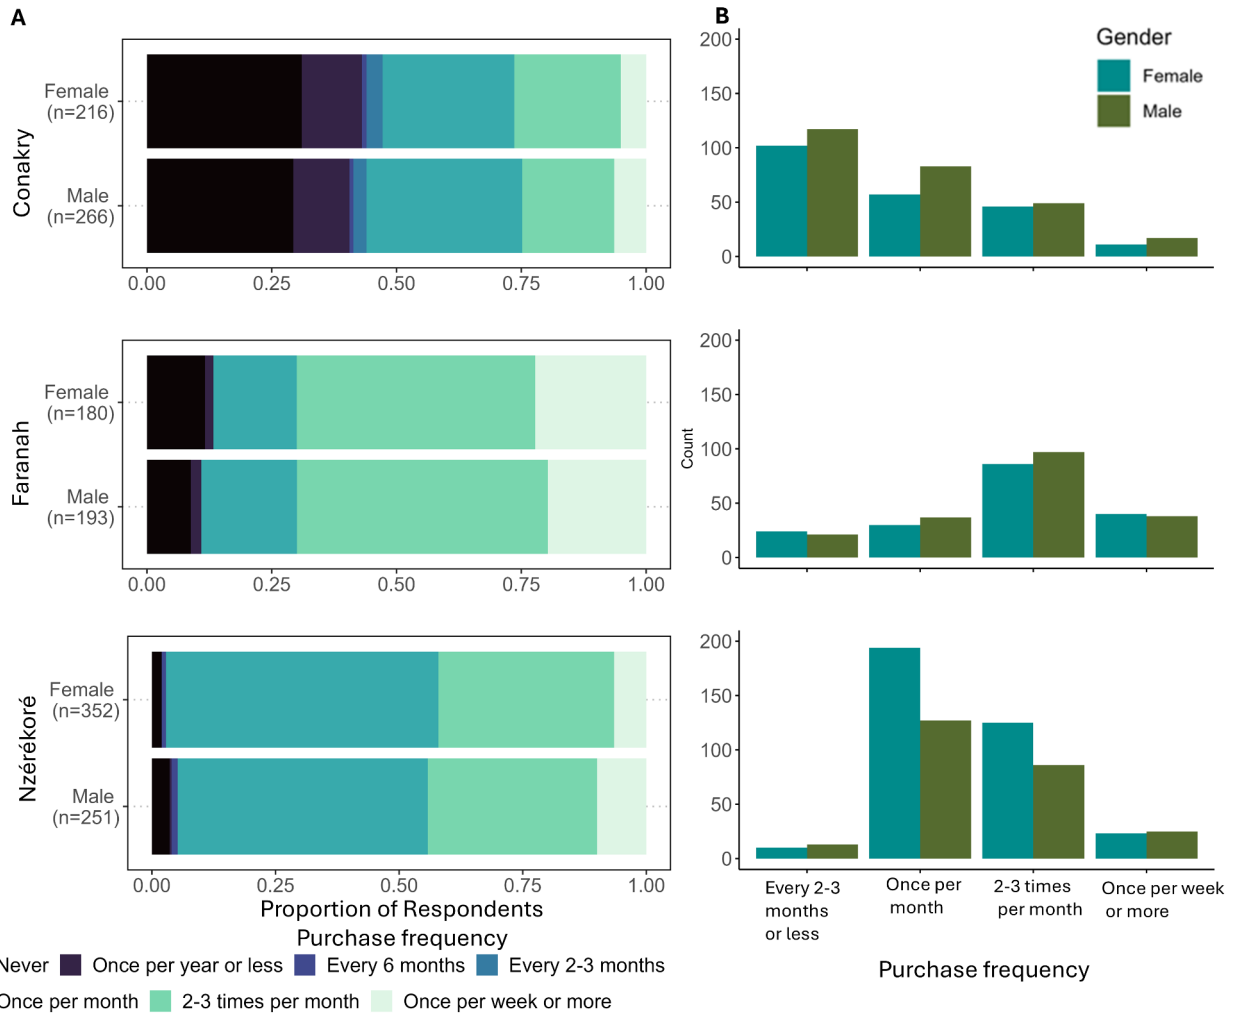 A
Conakry
Female
(n=216)
Male
(n=266)
0.00 0.25 0.50 0.75 1.00
Faranah
Female
(n=180)
Male
(n=193)
0.00 0.25 0.50 0.75 1.00
Nzérékoré
Female
(n=352)
Male
(n=251)
0.00 0.25 0.50 0.75 1.00
Proportion of Respondents
Purchase frequency
Never Once per year or less Every 6 months Every 2-3 months
Once per month 2-3 times per month Once per week or more
B
Gender
Female
Male
200
150
100
50
0
Count
200
150
100
50
0
200
150
100
50
0
Every 2-3
months
or less
Once per
month
2-3 times
per month
Once per week
or more
Purchase frequency